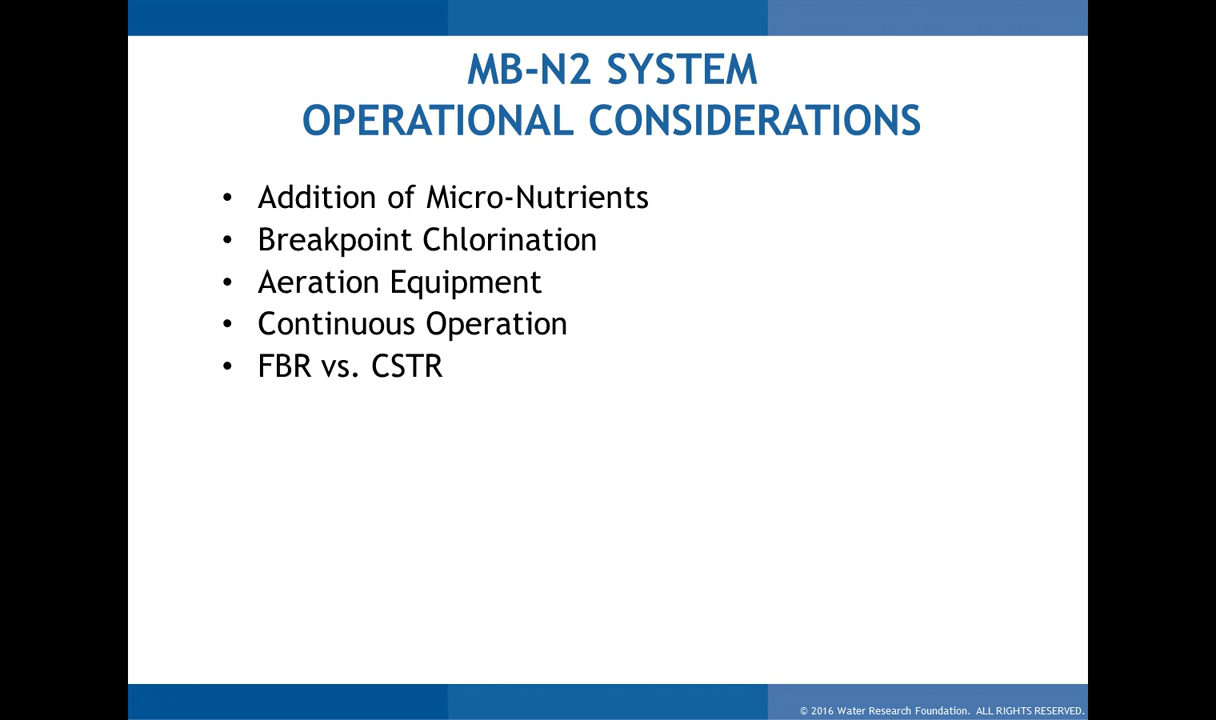 MB-N2 SYSTEM
OPERATIONAL CONSIDERATIONS
• Addition of Micro-Nutrients
• Breakpoint Chlorination
• Aeration Equipment
• Continuous Operation
• FBR vs. CSTR
© 2016 Water Research Foundation. ALL RIGHTS RESERVED.